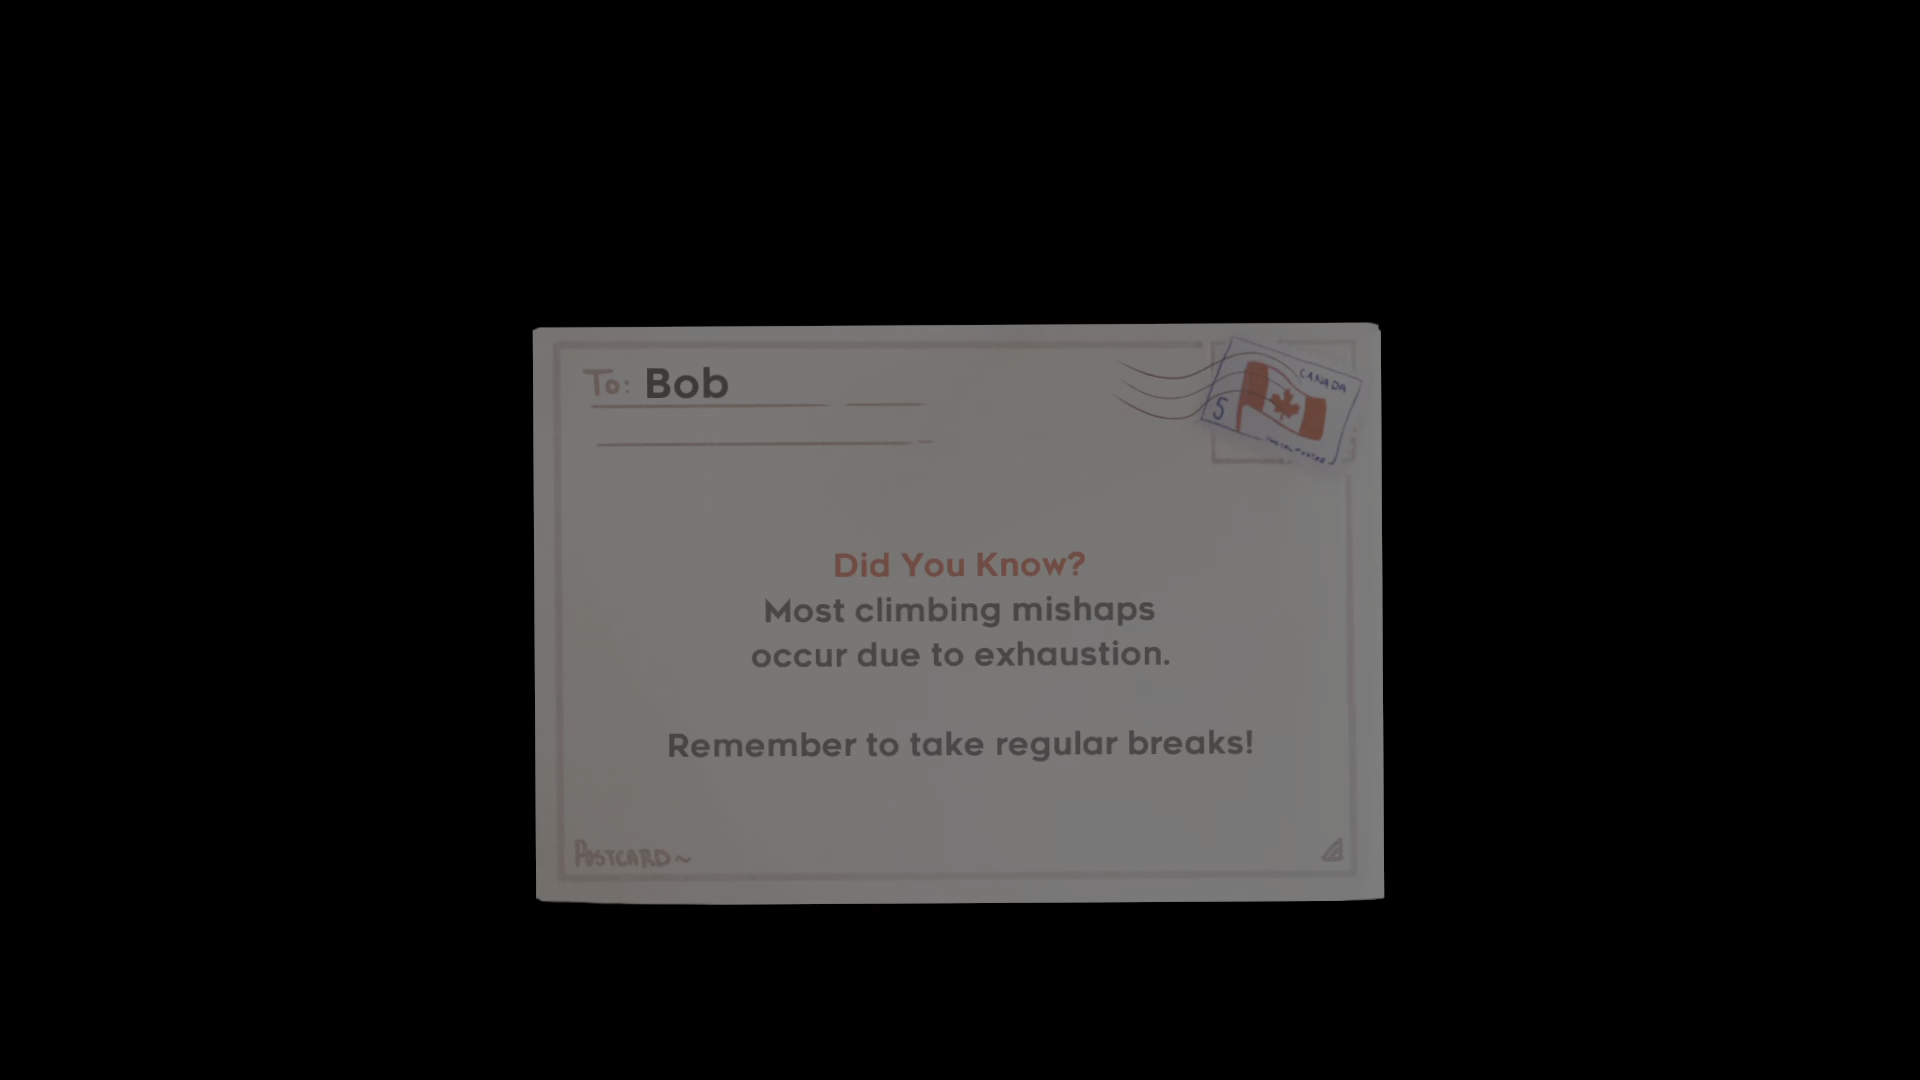 To: Bob
CANADA
5
Did You Know?
Most climbing mishaps
occur due to exhaustion.
Remember to take regular breaks!
POSTCARD~